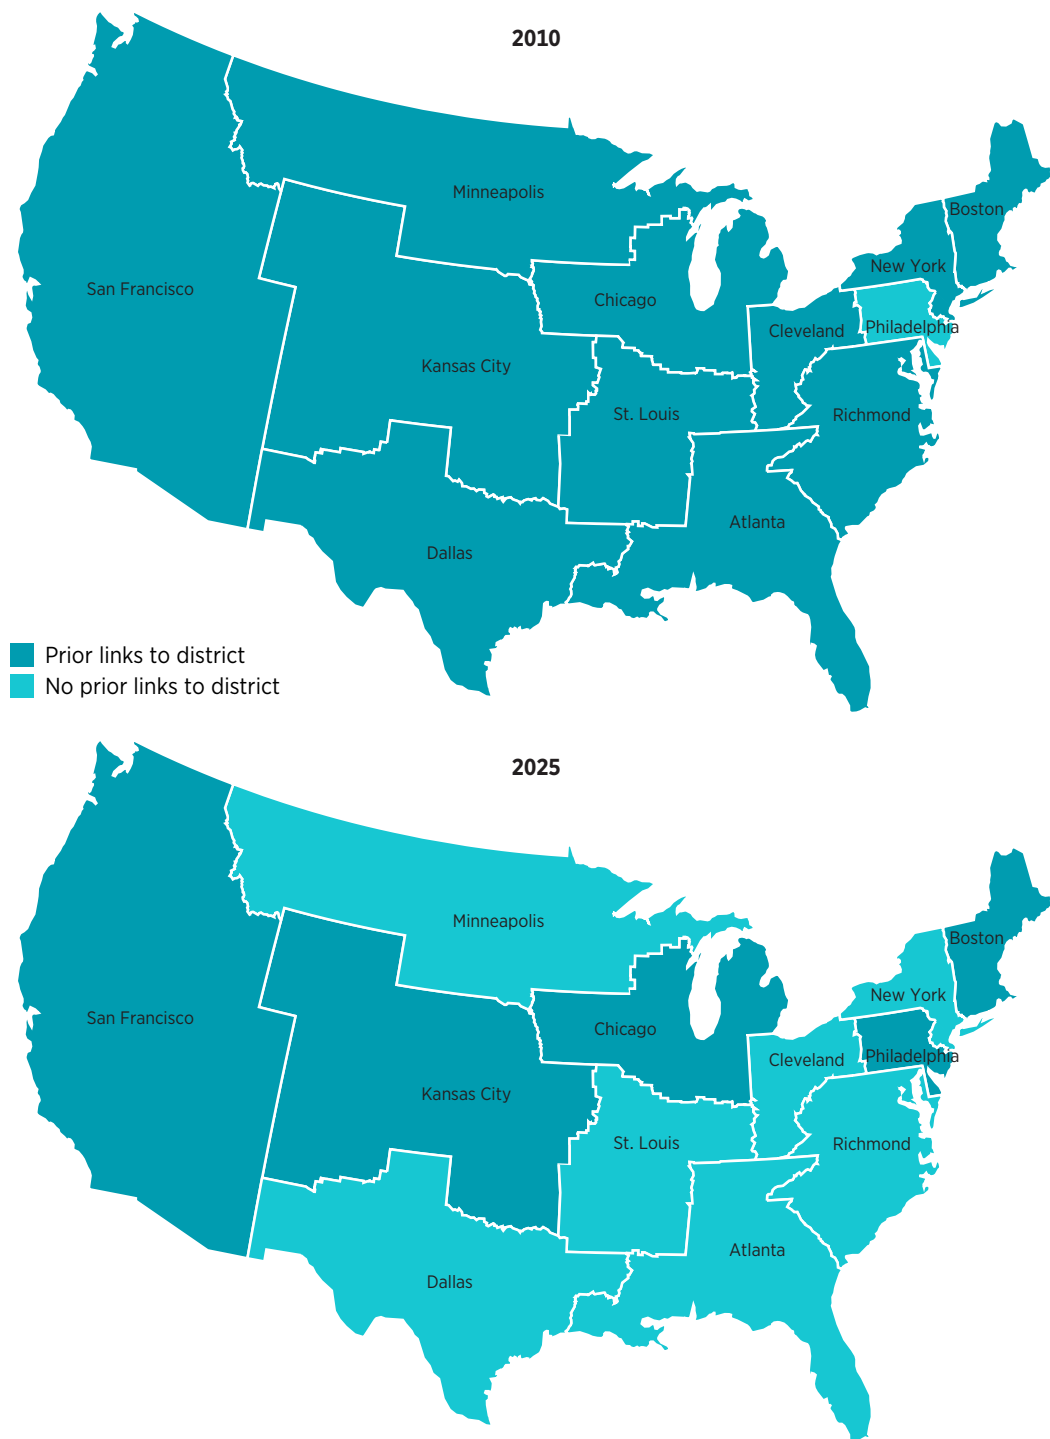 2010
Minneapolis
Boston
New York
San Francisco
Chicago
Cleveland
Philadelphia
Kansas City
St. Louis
Richmond
Atlanta
Dallas
Prior links to district
No prior links to district
2025
Minneapolis
Boston
New York
San Francisco
Chicago
Cleveland
Philadelphia
Kansas City
St. Louis
Richmond
Atlanta
Dallas